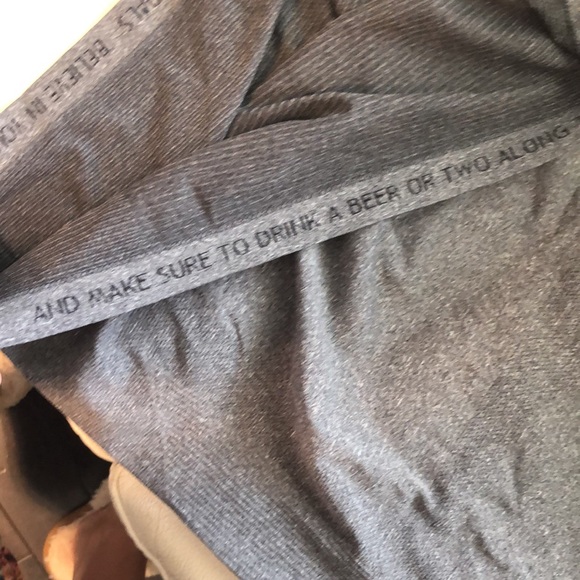 BELIEVE IN
AND MAKE SURE TO DRINK A BEER OR TWO ALONG